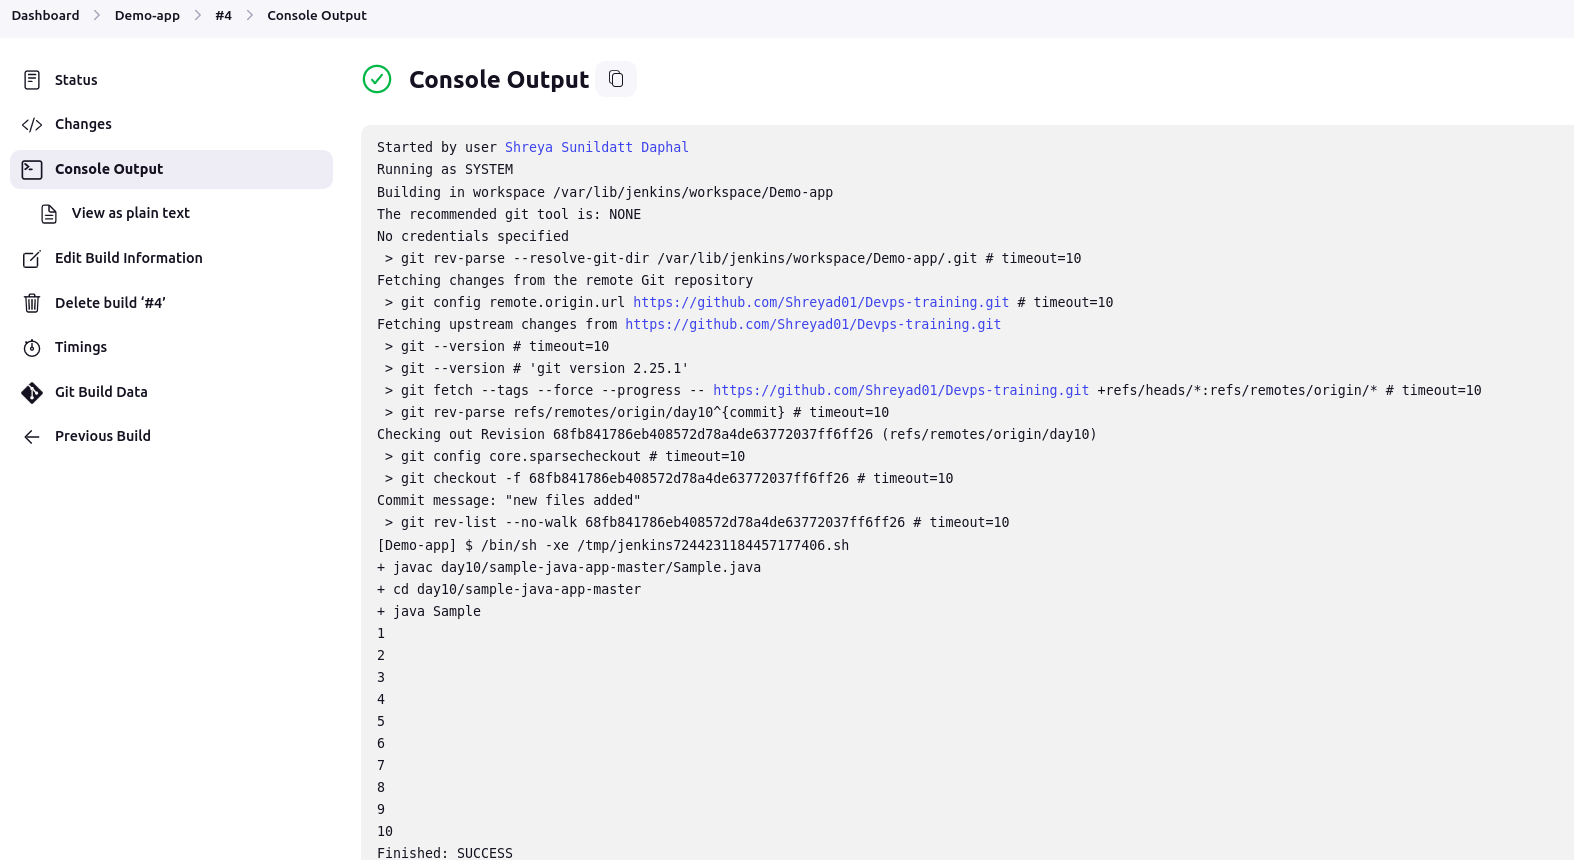 Dashboard > Demo-app > #4 > Console Output
Status
Changes
Console Output
View as plain text
Edit Build Information
Delete build ‘#4’
Timings
Git Build Data
Previous Build
Console Output
Started by user Shreya Sunildatt Daphal
Running as SYSTEM
Building in workspace /var/lib/jenkins/workspace/Demo-app
The recommended git tool is: NONE
No credentials specified
 > git rev-parse --resolve-git-dir /var/lib/jenkins/workspace/Demo-app/.git # timeout=10
Fetching changes from the remote Git repository
 > git config remote.origin.url https://github.com/Shreyad01/Devps-training.git # timeout=10
Fetching upstream changes from https://github.com/Shreyad01/Devps-training.git
 > git --version # timeout=10
 > git --version # 'git version 2.25.1'
 > git fetch --tags --force --progress -- https://github.com/Shreyad01/Devps-training.git +refs/heads/*:refs/remotes/origin/* # timeout=10
 > git rev-parse refs/remotes/origin/day10^{commit} # timeout=10
Checking out Revision 68fb841786eb408572d78a4de63772037ff6ff26 (refs/remotes/origin/day10)
 > git config core.sparsecheckout # timeout=10
 > git checkout -f 68fb841786eb408572d78a4de63772037ff6ff26 # timeout=10
Commit message: "new files added"
 > git rev-list --no-walk 68fb841786eb408572d78a4de63772037ff6ff26 # timeout=10
[Demo-app] $ /bin/sh -xe /tmp/jenkins7244231184457177406.sh
+ javac day10/sample-java-app-master/Sample.java
+ cd day10/sample-java-app-master
+ java Sample
1
2
3
4
5
6
7
8
9
10
Finished: SUCCESS